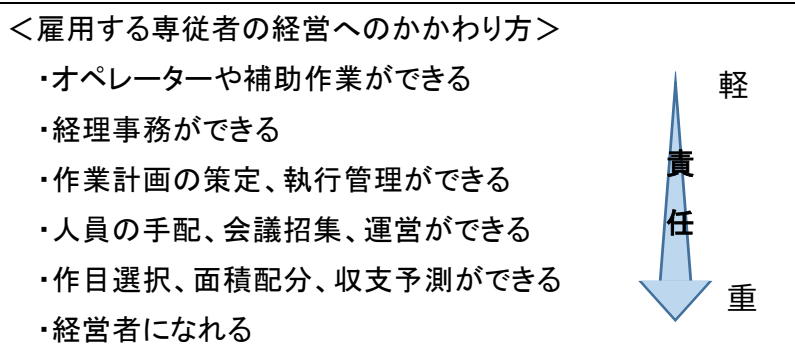 ＜雇用する専従者の経営へのかかわり方＞
・オペレーターや補助作業ができる
・経理事務ができる
・作業計画の策定、執行管理ができる
・人員の手配、会議招集、運営ができる
・作目選択、面積配分、収支予測ができる
・経営者になれる
軽
責
任
重